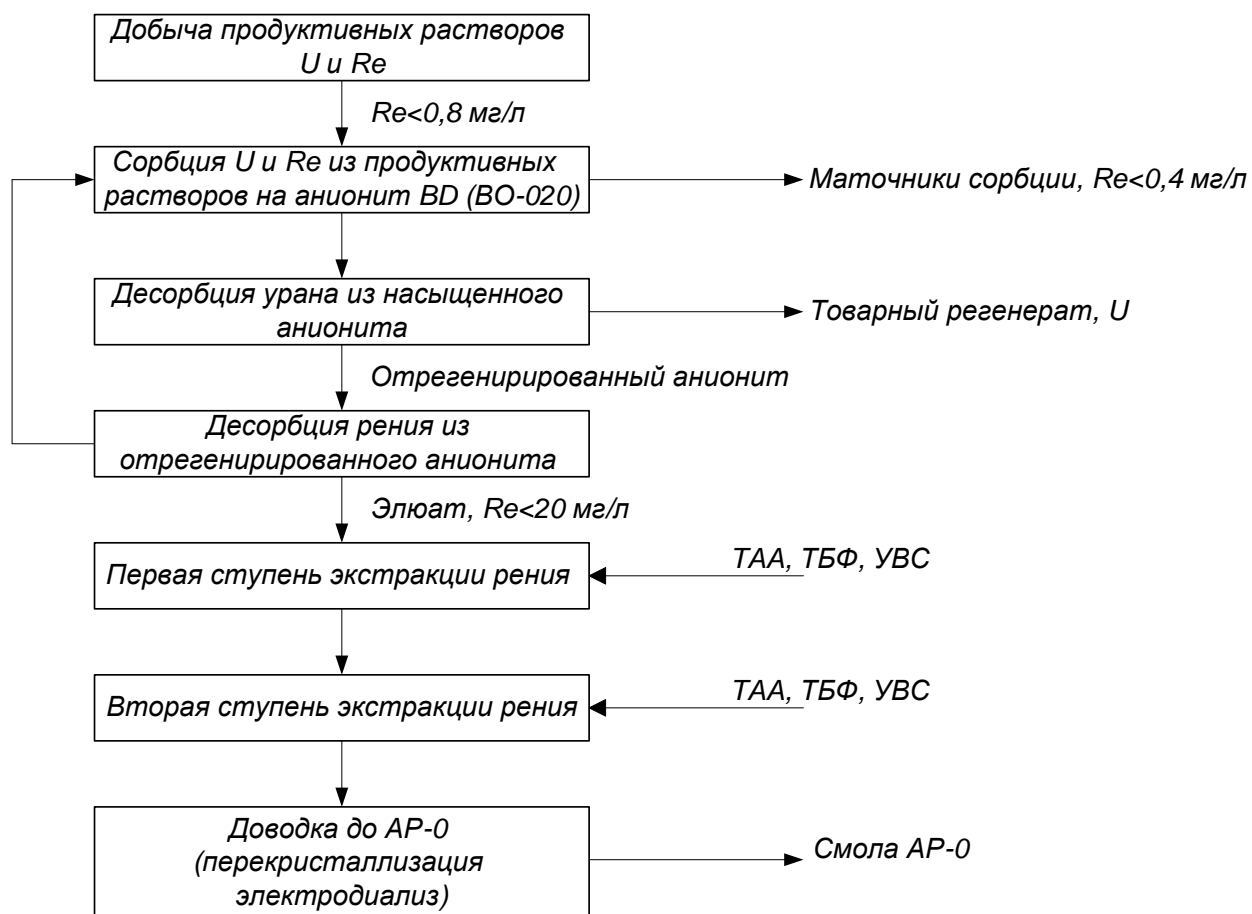 Добыча продуктивных растворов
U и Re
Re<0,8 мг/л
Сорбция U и Re из продуктивных
растворов на анионит BD (ВО-020)
Маточники сорбции, Re<0,4 мг/л
Десорбция урана из насыщенного
анионита
Товарный регенерат, U
Отрегенирированный анионит
Десорбция рения из
отрегенирированного анионита
Элюат, Re<20 мг/л
Первая ступень экстракции рения
ТАА, ТБФ, УВС
Вторая ступень экстракции рения
ТАА, ТБФ, УВС
Доводка до АР-0
(перекристаллизация
электродиализ)
Смола АР-0